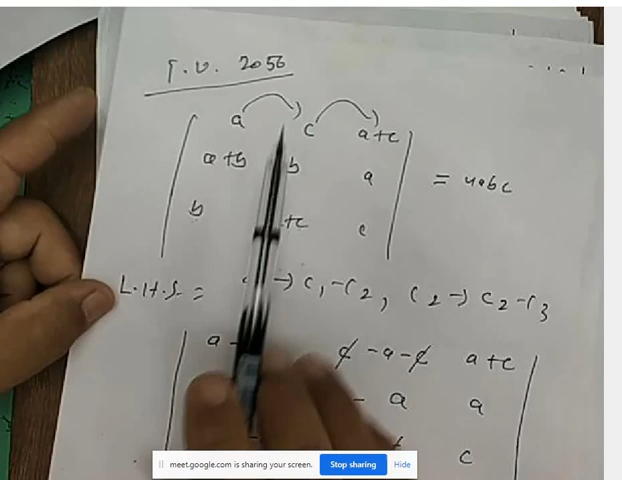 T.U. 2056
a c a+c
a+b b a
b +c c
= 4abc
L.H.S. = → C₁-C₂, C₂ → C₂-C₃
a - c -a-c a+c
- a a
c
meet.google.com is sharing your screen. Stop sharing Hide